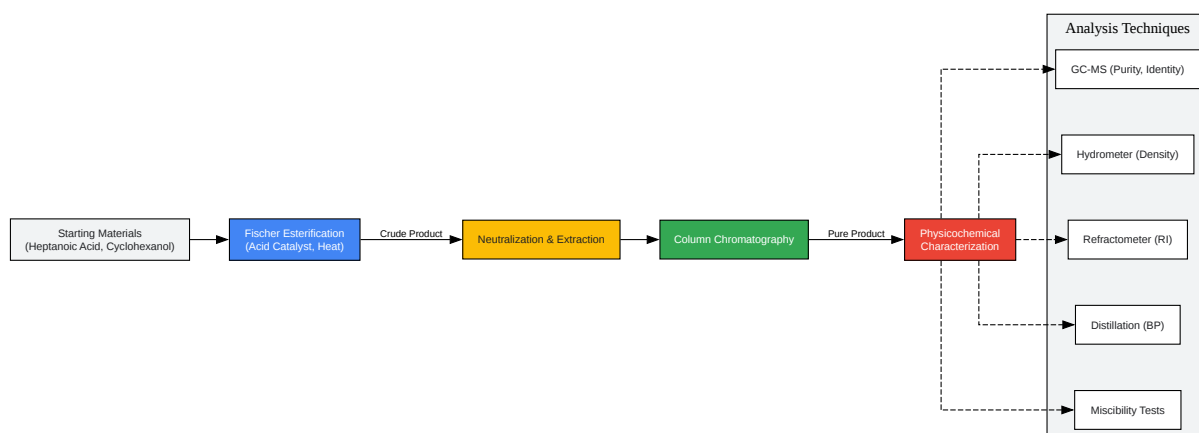 Analysis Techniques
GC-MS (Purity, Identity)
Hydrometer (Density)
Starting Materials
(Heptanoic Acid, Cyclohexanol)
Fischer Esterification
(Acid Catalyst, Heat)
Crude Product
Neutralization & Extraction
Column Chromatography
Pure Product
Physicochemical
Characterization
Refractometer (RI)
Distillation (BP)
Miscibility Tests